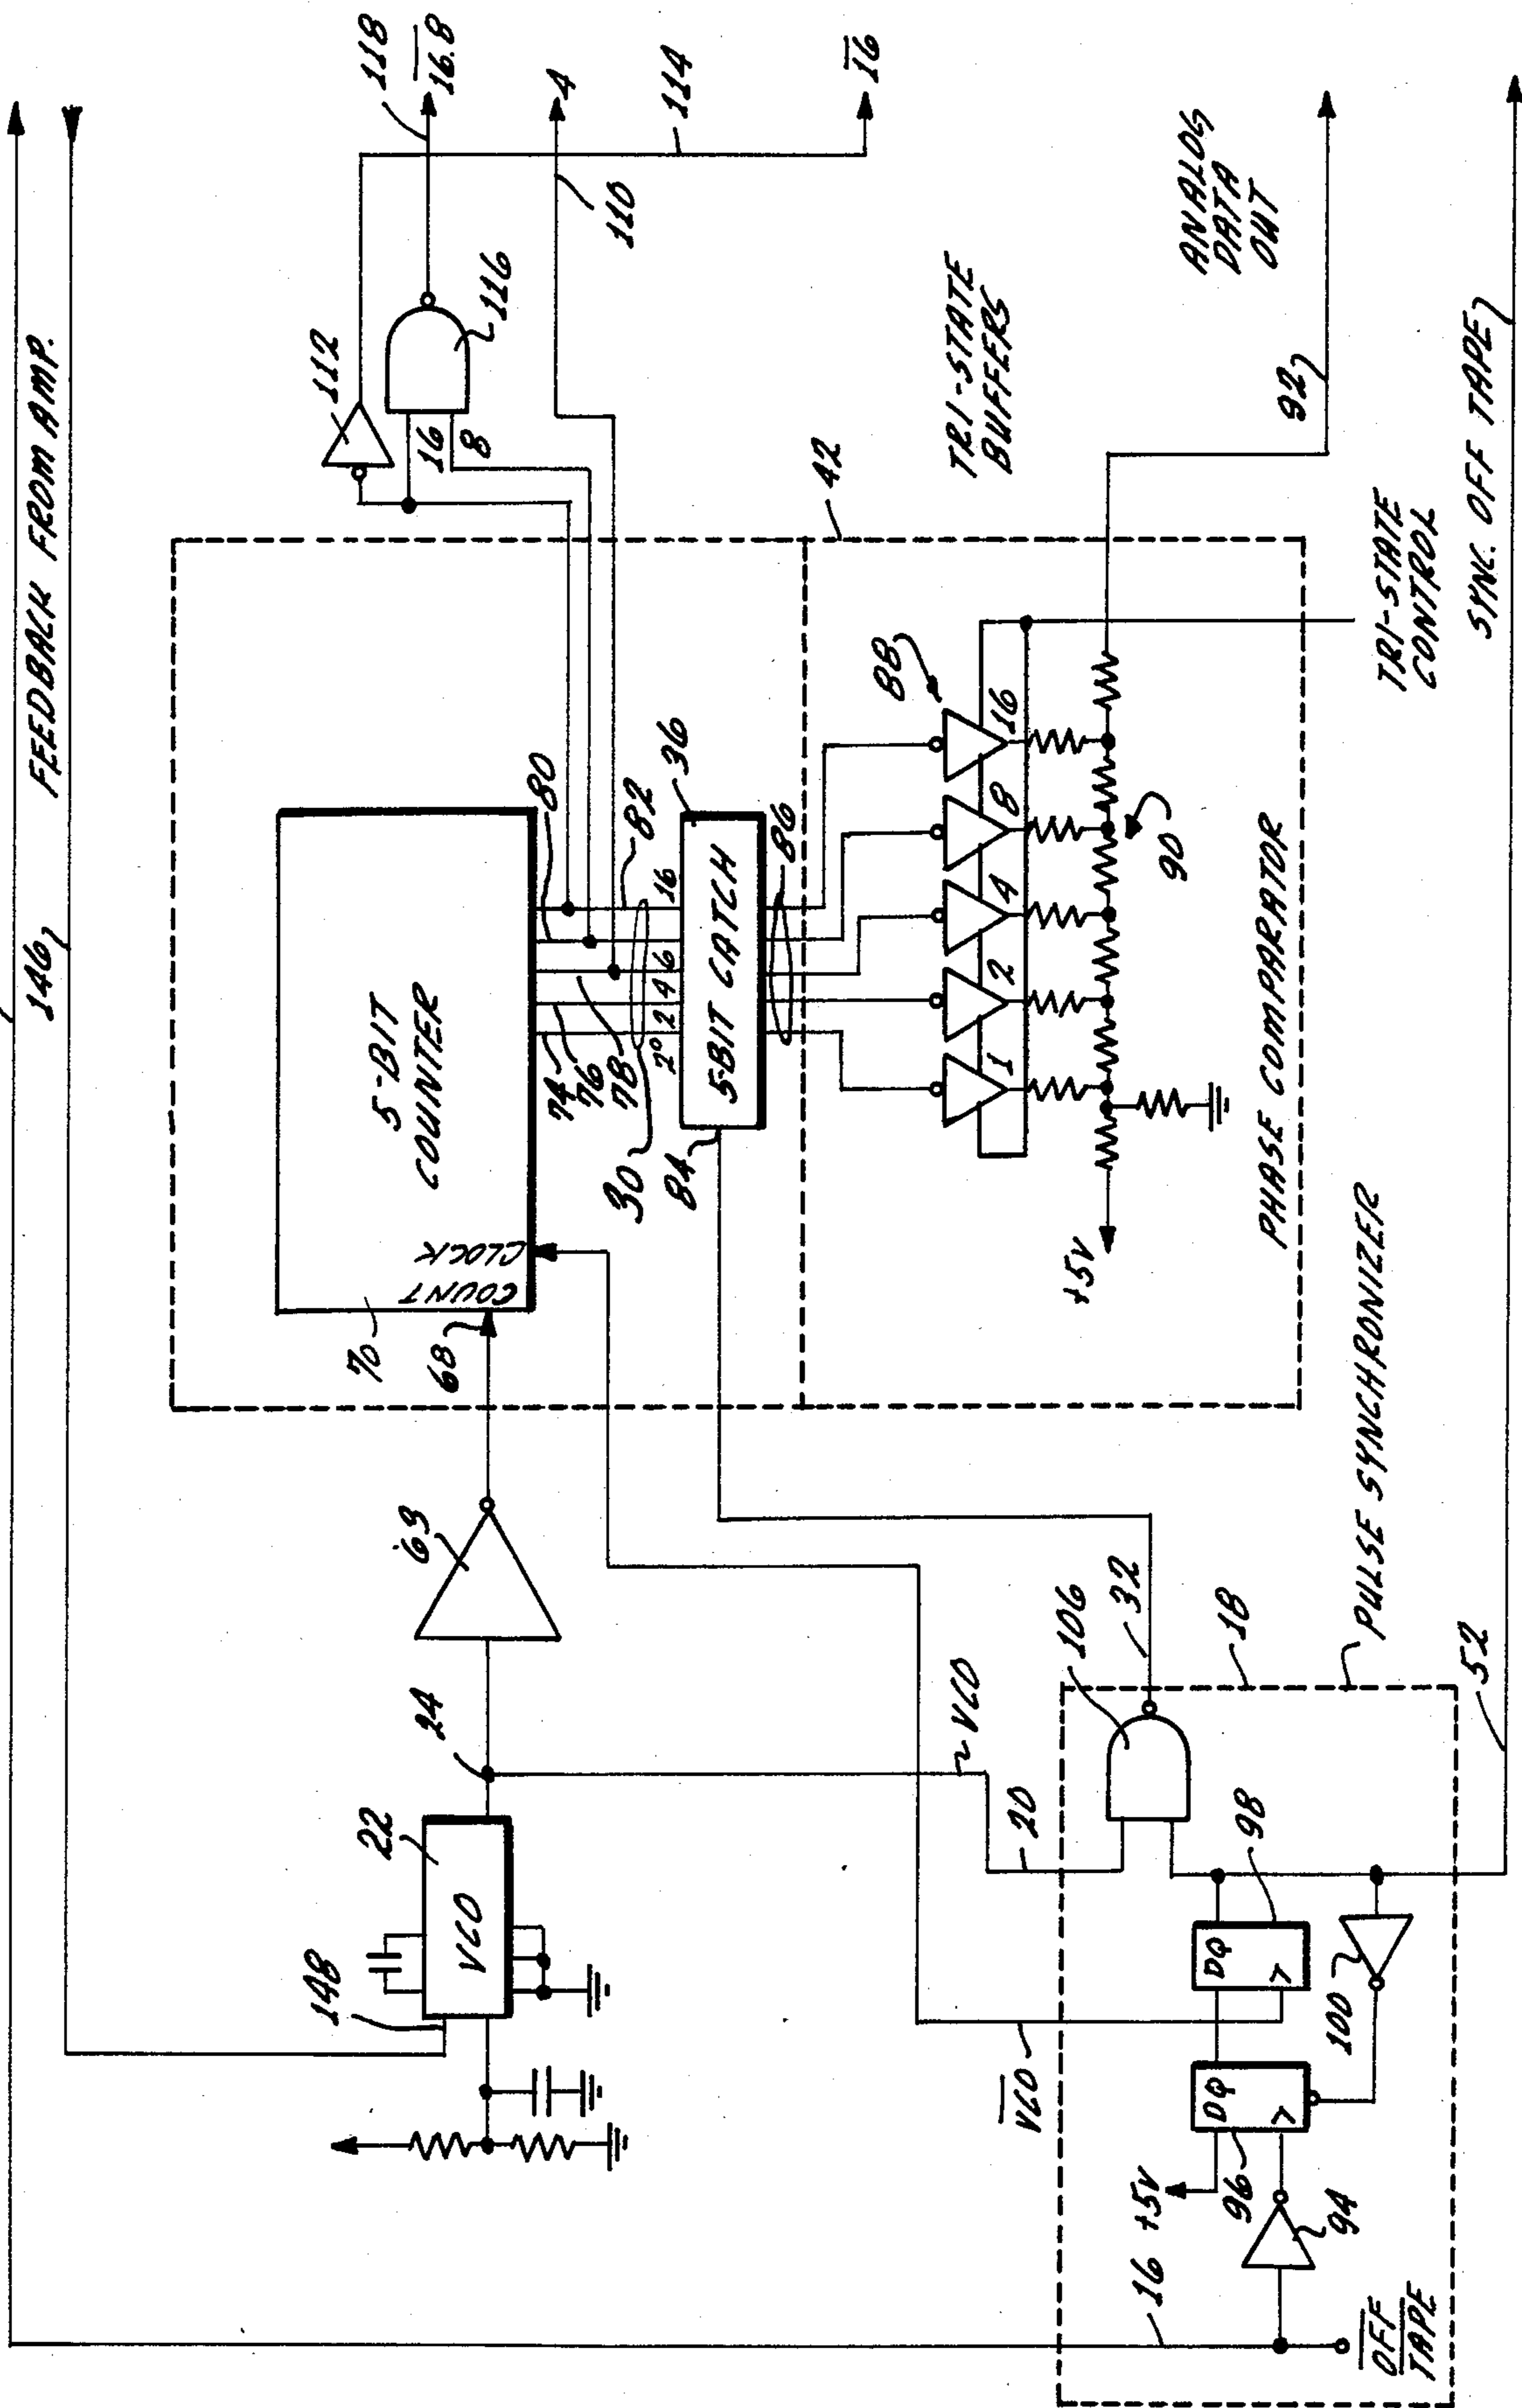 146
FEEDBACK FROM AMP.
118
16.8
4
110
114
16
112
116
16
8
148
VCO
22
24
63
68
70
5-BIT
COUNTER
COUNT
CLOCK
74
76
78
80
82
30
2⁰
2
4
6
16
36
5-BIT CATCH
84
86
42
TRI-STATE
BUFFERS
88
1
2
4
8
16
90
+5V
PHASE COMPARATOR
92
ANALOG
DATA
OUT
TRI-STATE
CONTROL
SYNC. OFF TAPE
VCO
VCO
20
106
32
18
PULSE SYNCHRONIZER
52
98
DQ
DQ
96
100
94
+5V
16
OFF
TAPE